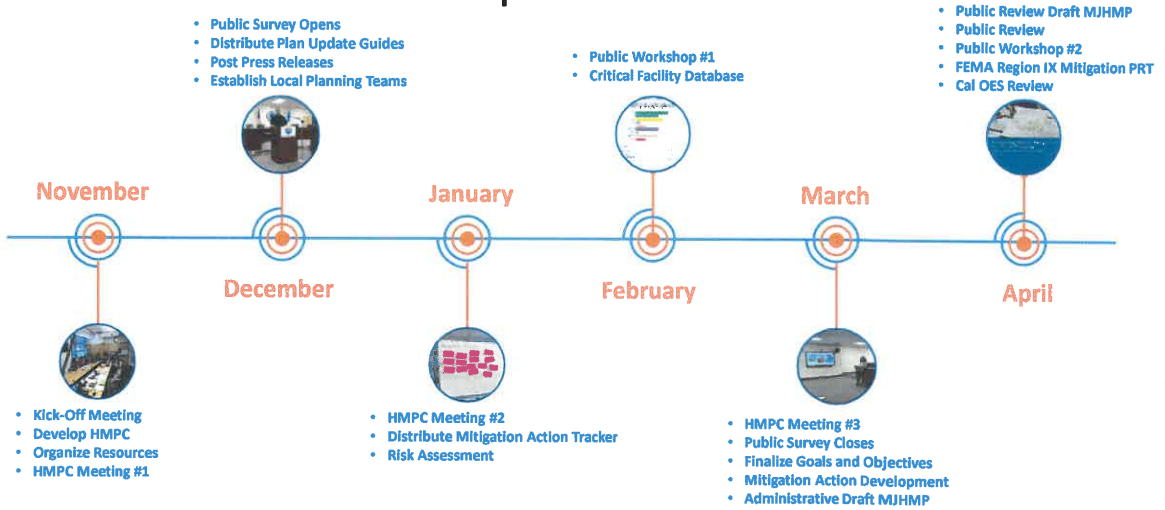 November
• Kick-Off Meeting
• Develop HMPC
• Organize Resources
• HMPC Meeting #1
• Public Survey Opens
• Distribute Plan Update Guides
• Post Press Releases
• Establish Local Planning Teams
December
January
• HMPC Meeting #2
• Distribute Mitigation Action Tracker
• Risk Assessment
• Public Workshop #1
• Critical Facility Database
February
March
• HMPC Meeting #3
• Public Survey Closes
• Finalize Goals and Objectives
• Mitigation Action Development
• Administrative Draft MJHMP
• Public Review Draft MJHMP
• Public Review
• Public Workshop #2
• FEMA Region IX Mitigation PRT
• Cal OES Review
April